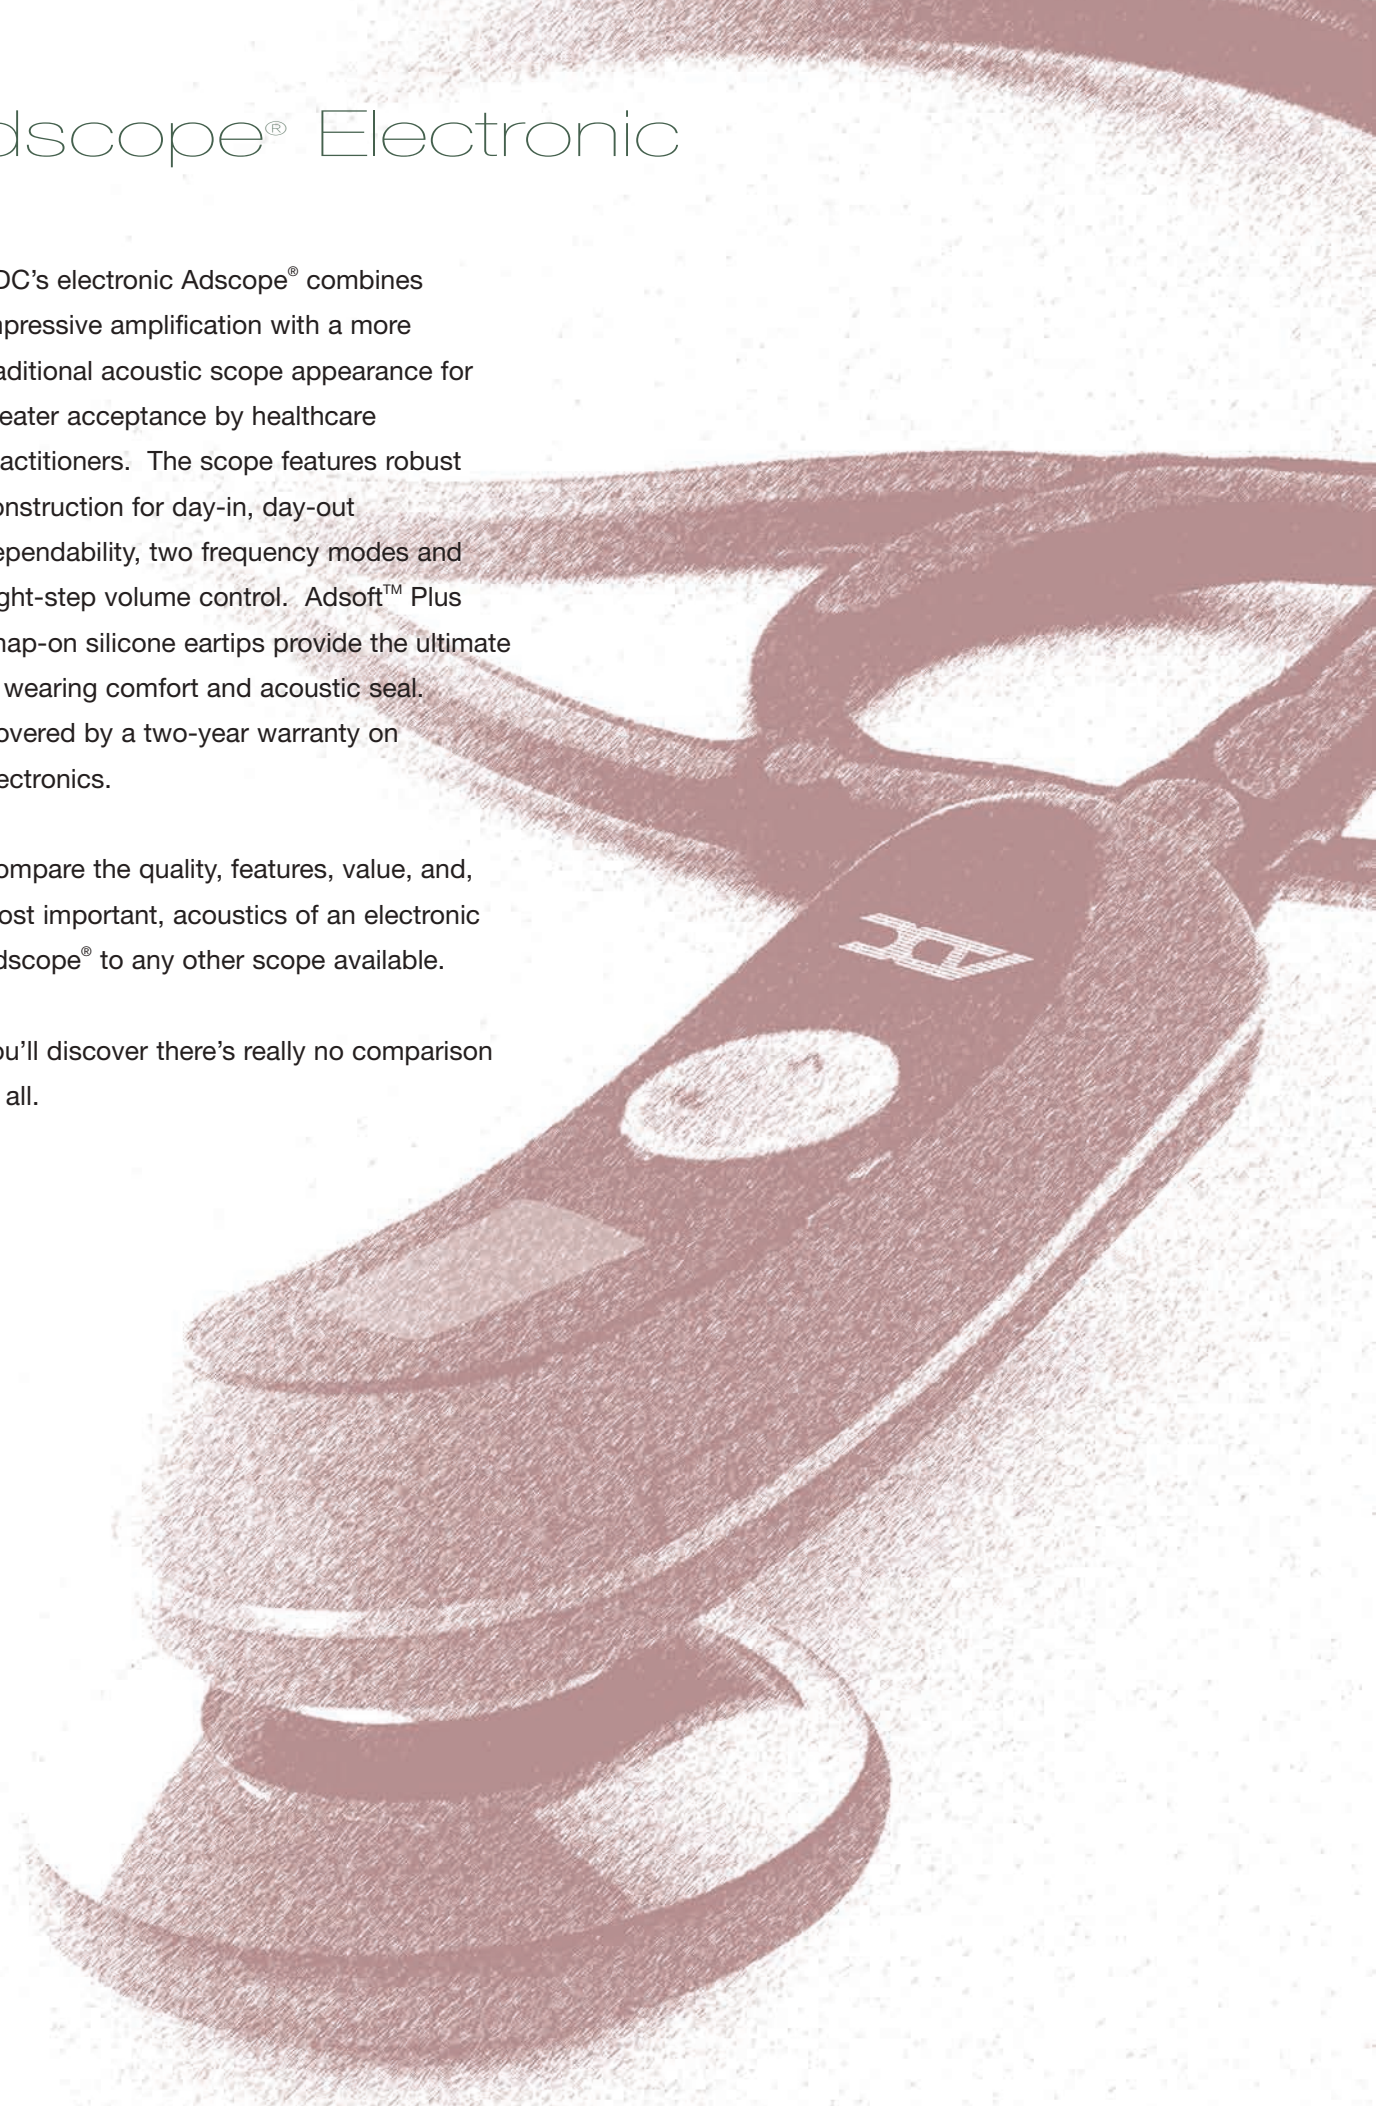 dscope® Electronic
DC’s electronic Adscope® combines
npressive amplification with a more
aditional acoustic scope appearance for
eater acceptance by healthcare
actitioners.  The scope features robust
onstruction for day-in, day-out
ependability, two frequency modes and
ght-step volume control.  Adsoft™ Plus
nap-on silicone eartips provide the ultimate
wearing comfort and acoustic seal.
overed by a two-year warranty on
ectronics.
ompare the quality, features, value, and,
ost important, acoustics of an electronic
dscope® to any other scope available.
ou’ll discover there’s really no comparison
all.
ADC